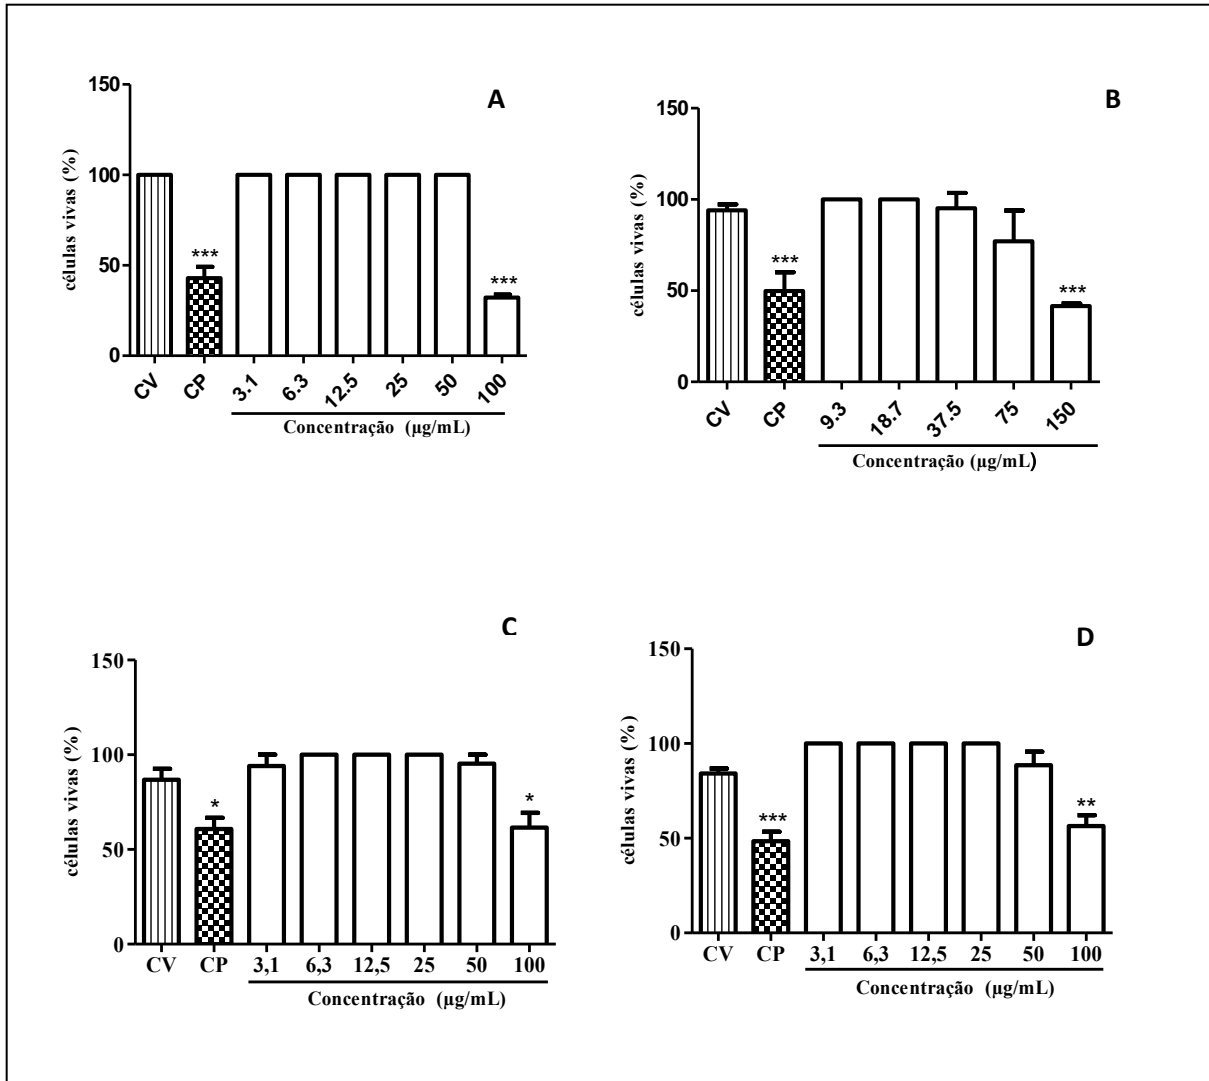 A
células vivas (%)
150
100
50
0
***
***
CV CP 3.1 6.3 12.5 25 50 100
Concentração (µg/mL)
B
células vivas (%)
150
100
50
0
***
***
CV CP 9.3 18.7 37.5 75 150
Concentração (µg/mL)
C
células vivas (%)
150
100
50
0
*
*
CV CP 3,1 6,3 12,5 25 50 100
Concentração (µg/mL)
D
células vivas (%)
150
100
50
0
***
**
CV CP 3,1 6,3 12,5 25 50 100
Concentração (µg/mL)